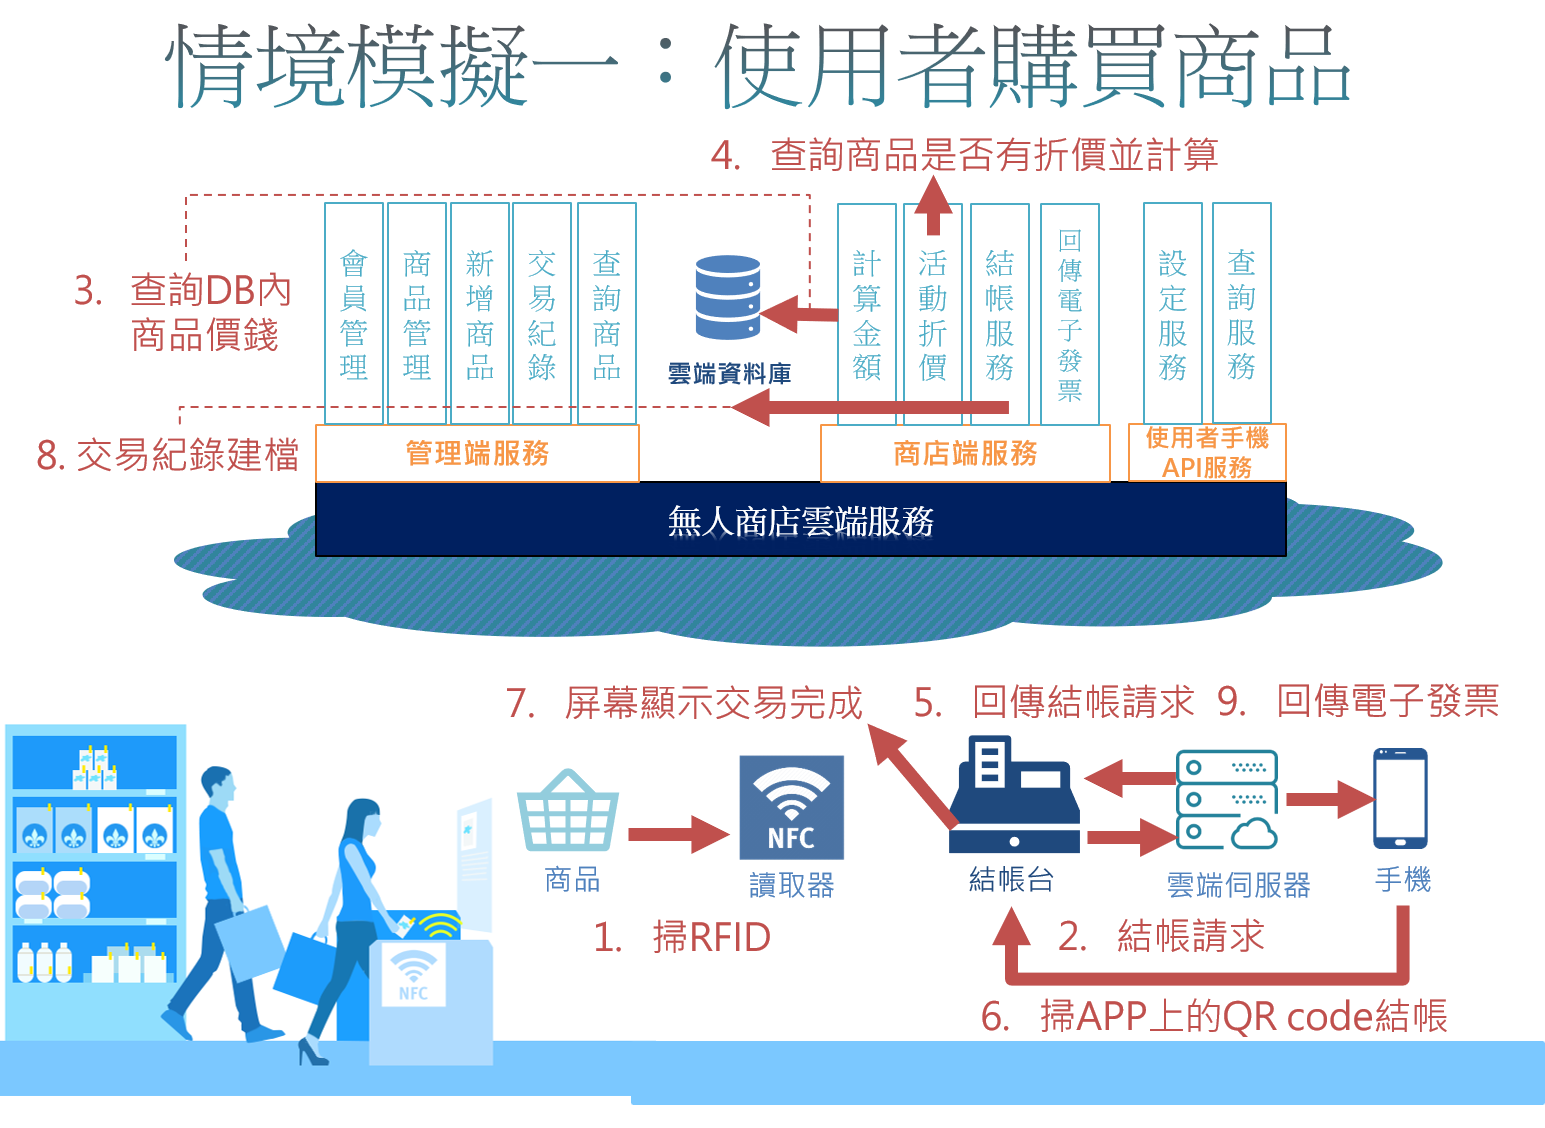 情境模擬一：使用者購買商品
4. 查詢商品是否有折價並計算
3. 查詢DB內
商品價錢
會員管理
商品管理
新增商品
交易紀錄
查詢商品
雲端資料庫
計算金額
活動折價
結帳服務
回傳電子發票
設定服務
查詢服務
8. 交易紀錄建檔
管理端服務
商店端服務
使用者手機
API服務
無人商店雲端服務
7. 屏幕顯示交易完成
5. 回傳結帳請求
9. 回傳電子發票
NFC
商品
讀取器
結帳台
雲端伺服器
手機
1. 掃RFID
2. 結帳請求
NFC
6. 掃APP上的QR code結帳